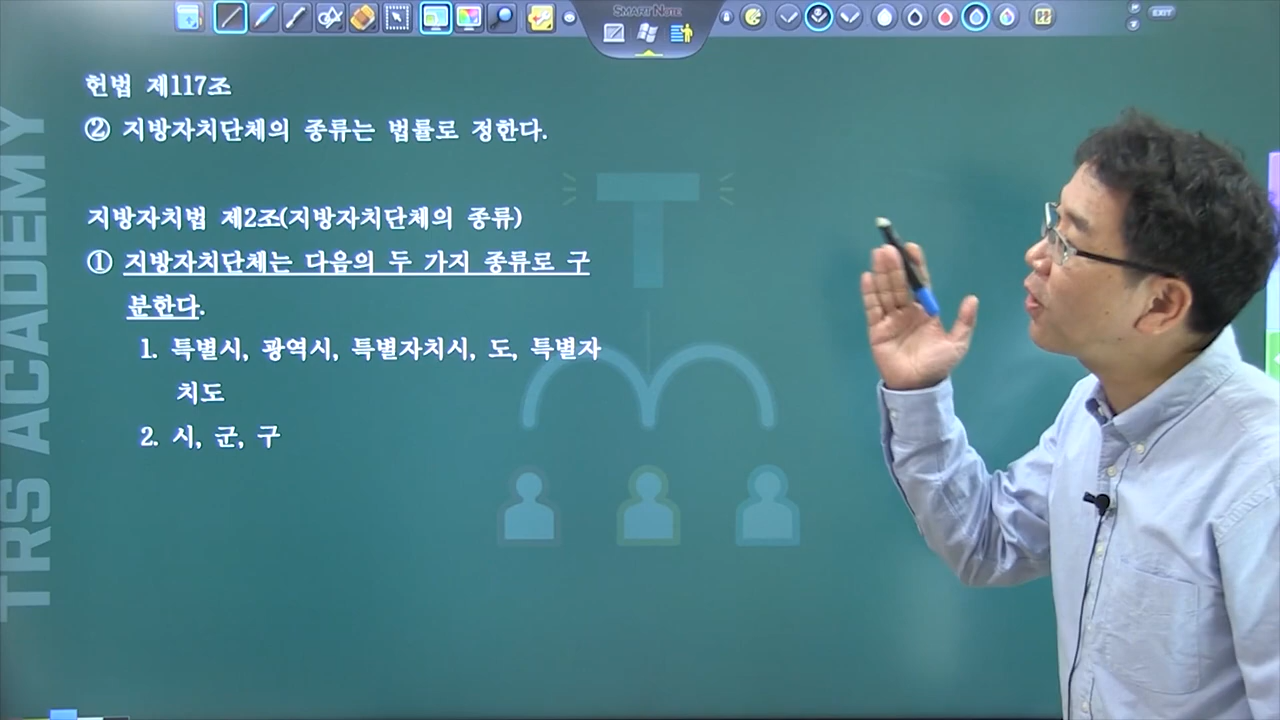 SMART NOTE
EXIT
헌법 제117조
② 지방자치단체의 종류는 법률로 정한다.
지방자치법 제2조(지방자치단체의 종류)
① 지방자치단체는 다음의 두 가지 종류로 구
분한다.
1. 특별시, 광역시, 특별자치시, 도, 특별자
치도
2. 시, 군, 구
TRS ACADEMY